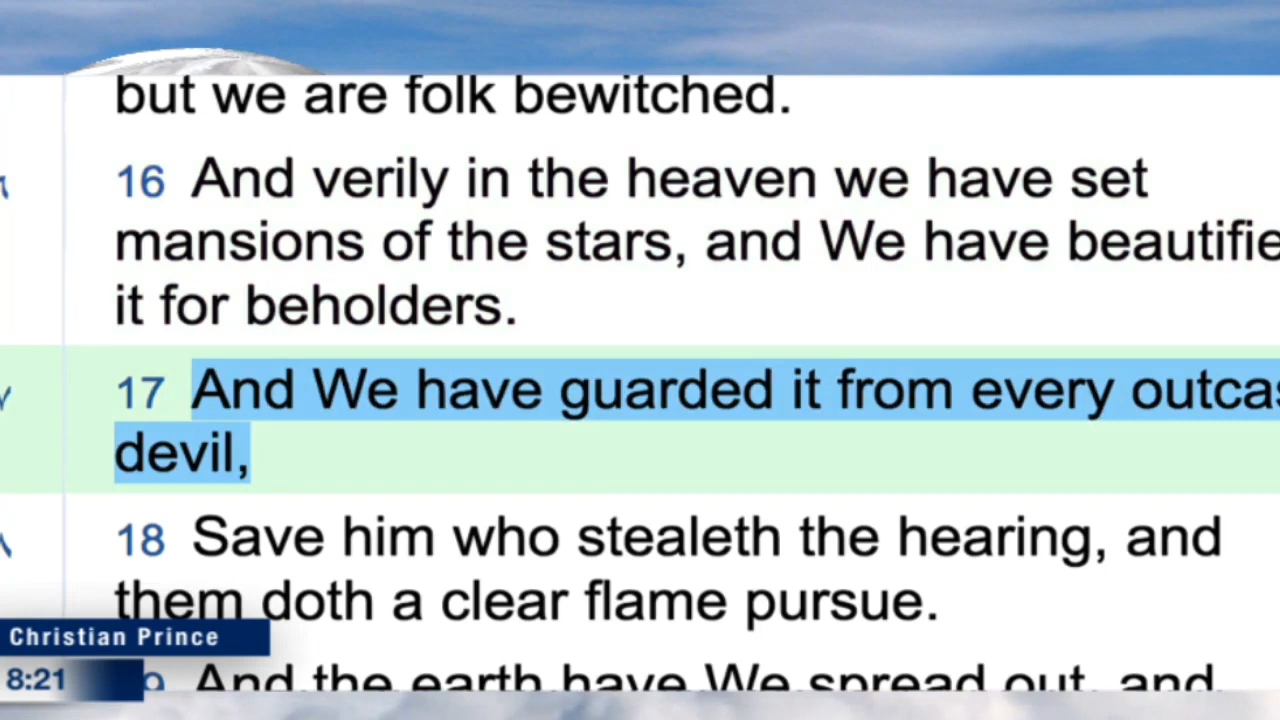 but we are folk bewitched.
16 And verily in the heaven we have set
mansions of the stars, and We have beautifie
it for beholders.
17 And We have guarded it from every outcas
devil,
18 Save him who stealeth the hearing, and
them doth a clear flame pursue.
Christian Prince
8:21
9 And the earth have We spread out, and